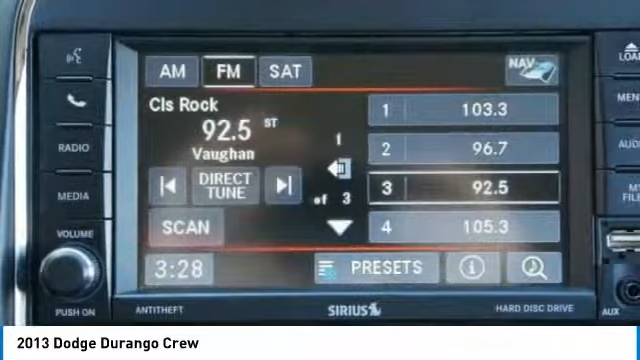 AM FM SAT NAV
LOAD
Cls Rock
92.5 ST
Vaughan
DIRECT
TUNE
SCAN
3:28
1
of 3
1 103.3
2 96.7
3 92.5
4 105.3
PRESETS
RADIO
MEDIA
VOLUME
PUSH ON
MENU
AUX
ANTITHEFT
SIRIUS
HARD DISC DRIVE
2013 Dodge Durango Crew